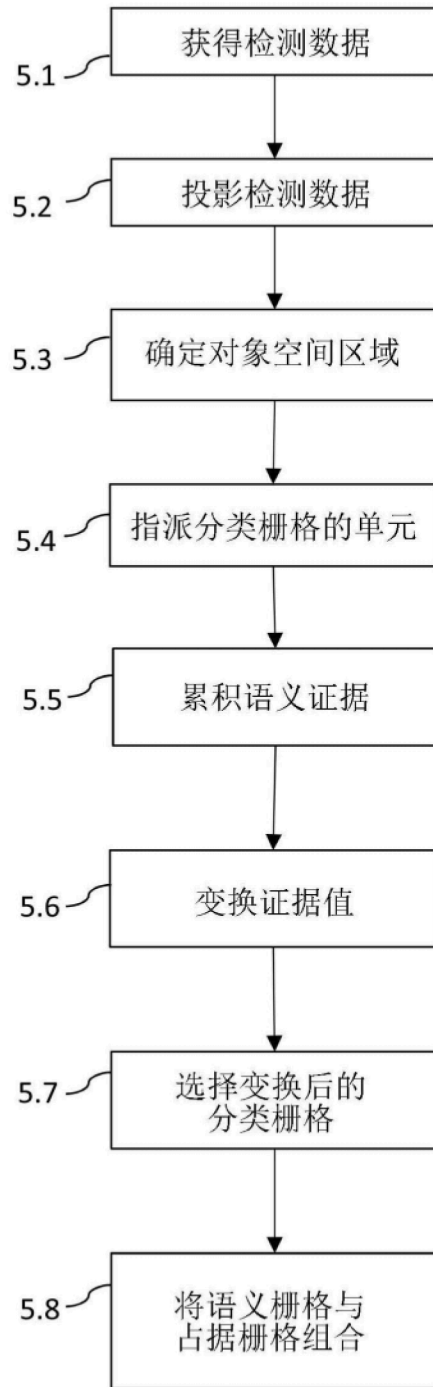 5.1
获得检测数据
5.2
投影检测数据
5.3
确定对象空间区域
5.4
指派分类栅格的单元
5.5
累积语义证据
5.6
变换证据值
5.7
选择变换后的
分类栅格
5.8
将语义栅格与
占据栅格组合